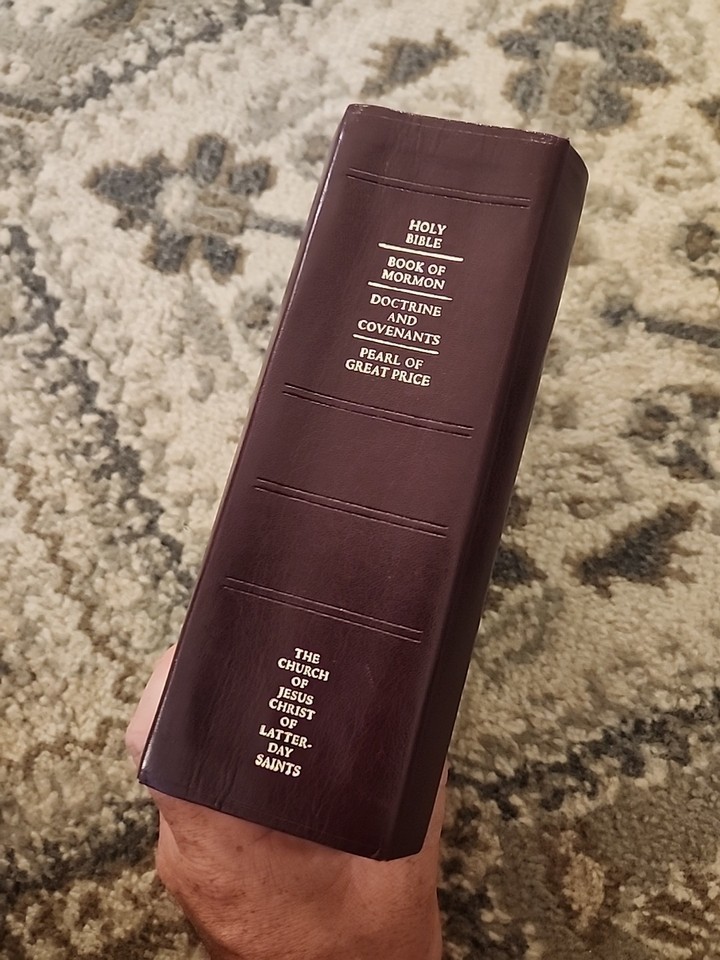 HOLY
BIBLE
BOOK OF
MORMON
DOCTRINE
AND
COVENANTS
PEARL OF
GREAT PRICE
THE
CHURCH
OF
JESUS
CHRIST
OF
LATTER-
DAY
SAINTS